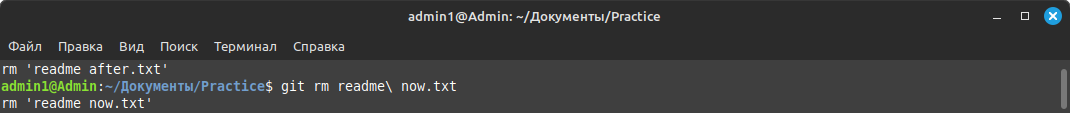 admin1@Admin: ~/Документы/Practice
Файл Правка Вид Поиск Терминал Справка
rm 'readme after.txt'
admin1@Admin:~/Документы/Practice$ git rm readme\ now.txt
rm 'readme now.txt'